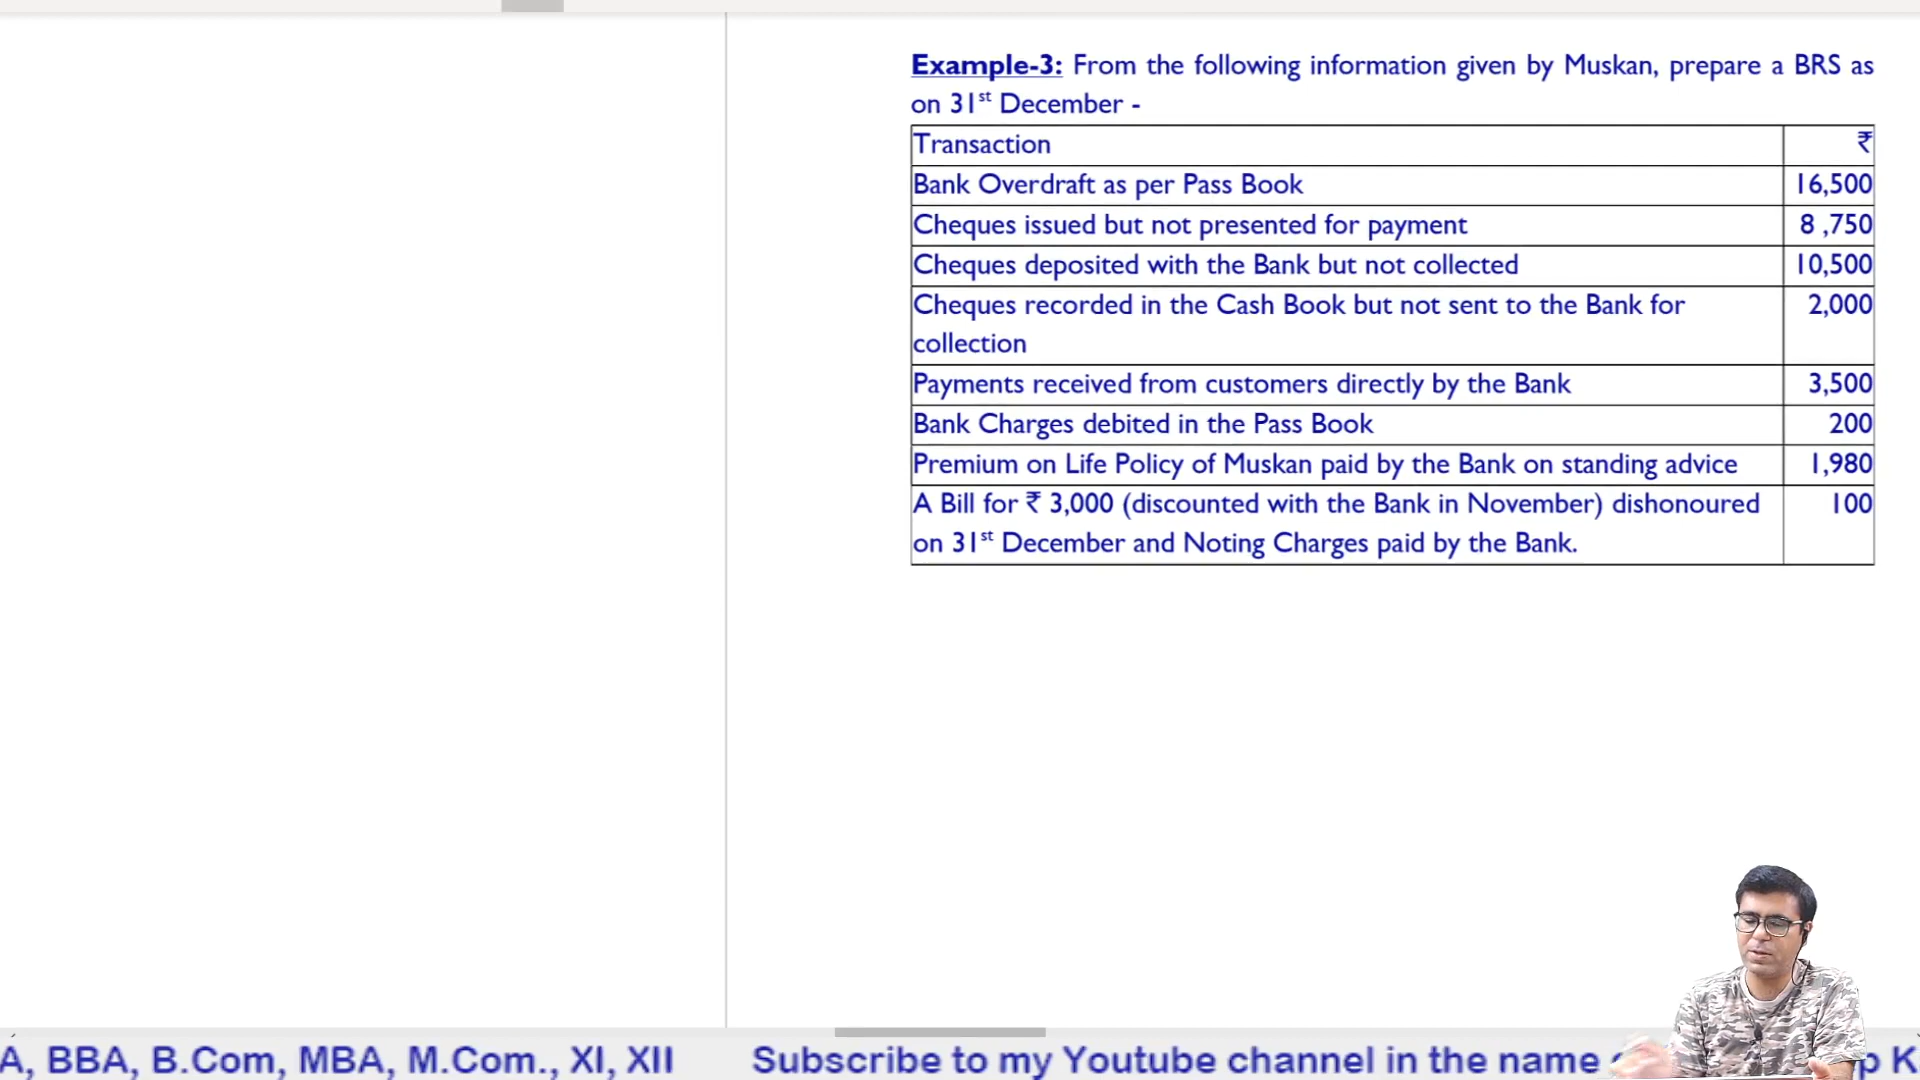 Example-3: From the following information given by Muskan, prepare a BRS as
on 31st December -
Transaction ₹
Bank Overdraft as per Pass Book 16,500
Cheques issued but not presented for payment 8 ,750
Cheques deposited with the Bank but not collected 10,500
Cheques recorded in the Cash Book but not sent to the Bank for 2,000
collection
Payments received from customers directly by the Bank 3,500
Bank Charges debited in the Pass Book 200
Premium on Life Policy of Muskan paid by the Bank on standing advice 1,980
A Bill for ₹ 3,000 (discounted with the Bank in November) dishonoured 100
on 31st December and Noting Charges paid by the Bank.
A, BBA, B.Com, MBA, M.Com., XI, XII Subscribe to my Youtube channel in the name